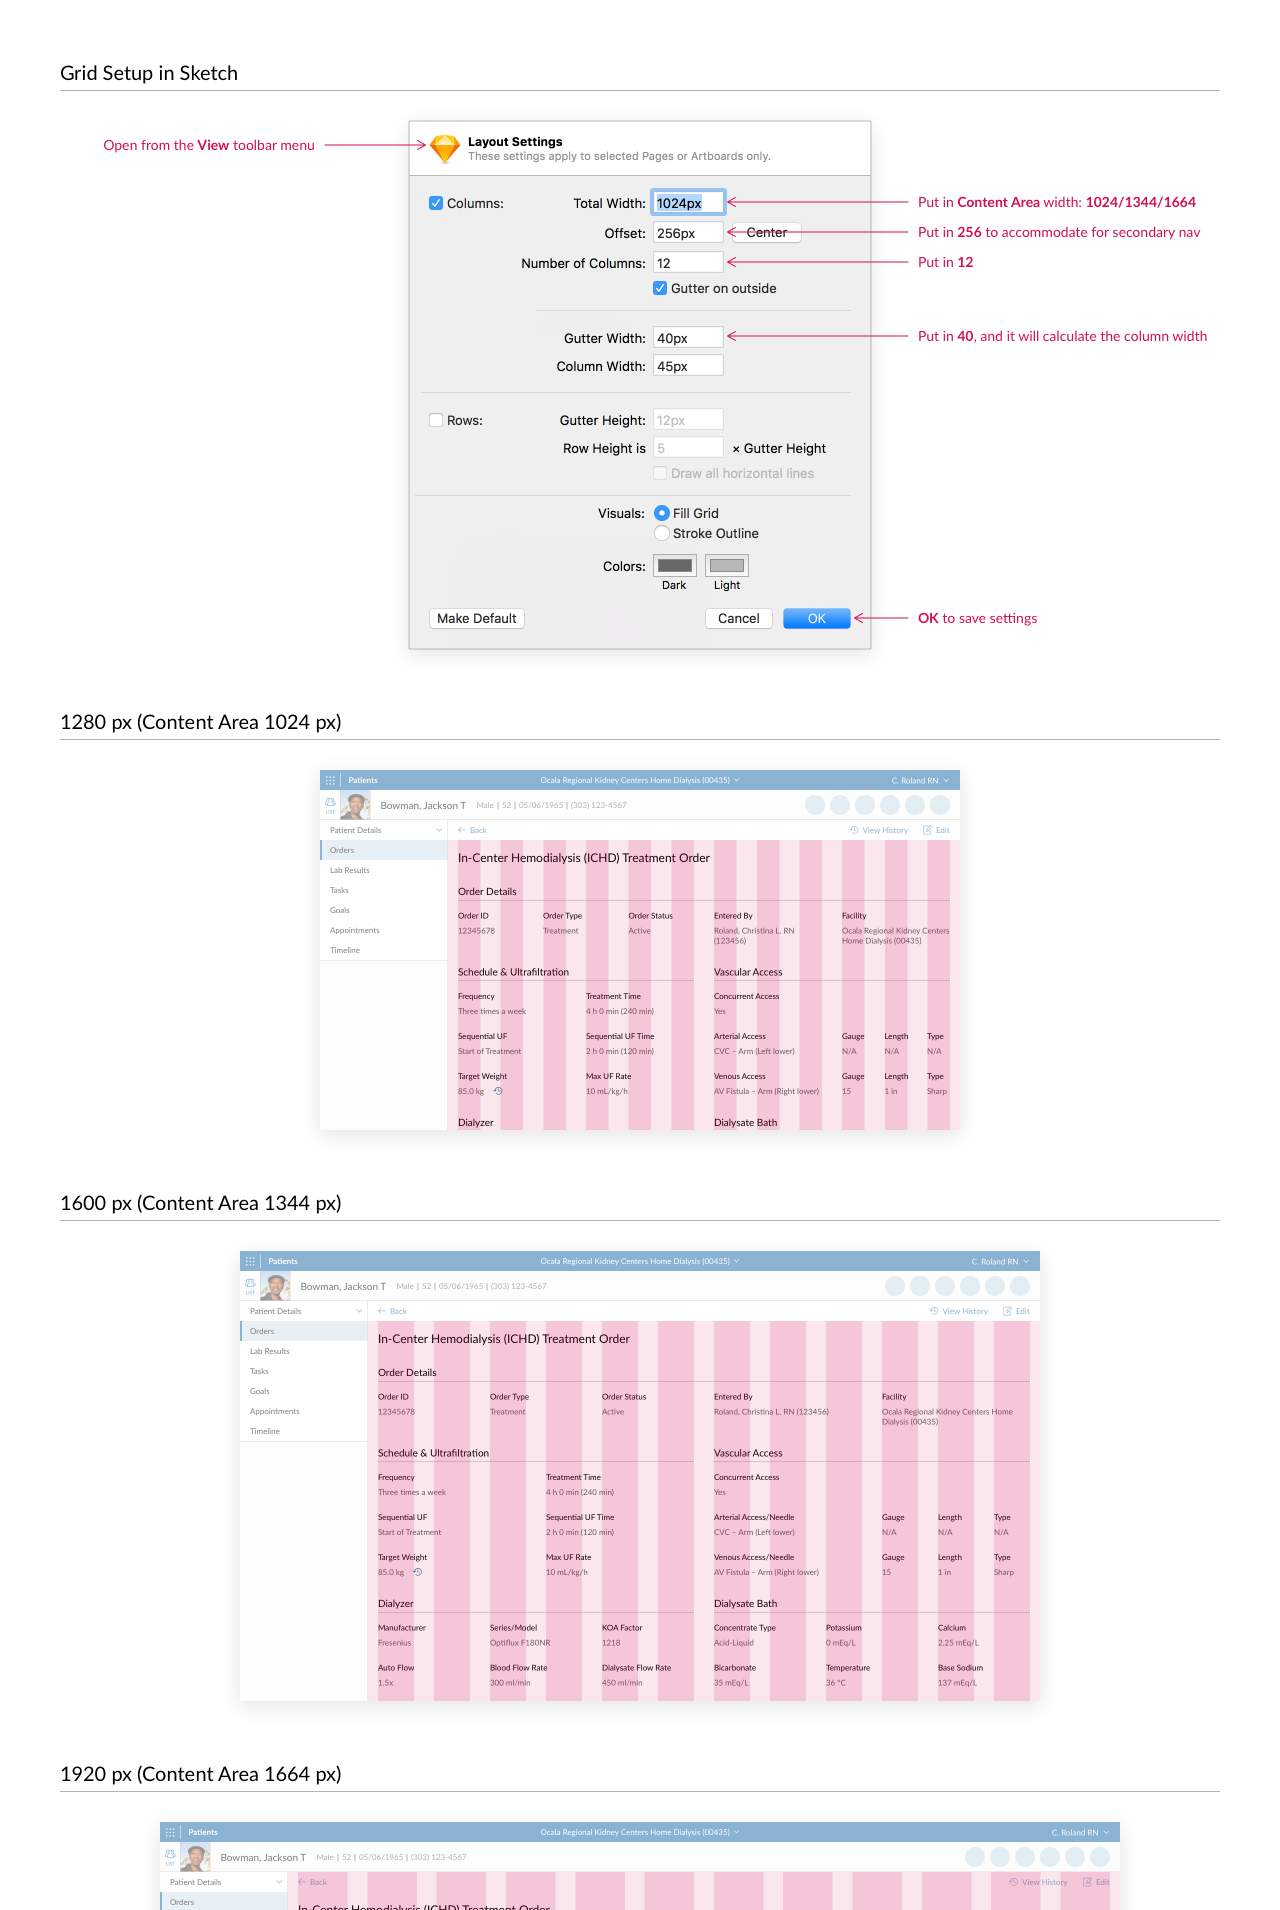 Grid Setup in Sketch
Open from the View toolbar menu
Layout Settings
These settings apply to selected Pages or Artboards only.
Columns: Total Width: 1024px
Put in Content Area width: 1024/1344/1664
Offset: 256px Center
Put in 256 to accommodate for secondary nav
Number of Columns: 12
Put in 12
Gutter on outside
Gutter Width: 40px
Put in 40, and it will calculate the column width
Column Width: 45px
Rows: Gutter Height: 12px
Row Height is 5 × Gutter Height
Draw all horizontal lines
Visuals: Fill Grid
Stroke Outline
Colors:
Dark Light
Make Default Cancel OK
OK to save settings
1280 px (Content Area 1024 px)
Patients Ocala Regional Kidney Centers Home Dialysis (00435) C. Roland RN
LIST Bowman, Jackson T Male | 52 | 05/06/1965 | (303) 123-4567
Patient Details Back View History Edit
Orders
Lab Results
Tasks
Goals
Appointments
Timeline
In-Center Hemodialysis (ICHD) Treatment Order
Order Details
Order ID Order Type Order Status Entered By Facility
12345678 Treatment Active Roland, Christina L. RN Ocala Regional Kidney Centers
(123456) Home Dialysis (00435)
Schedule & Ultrafiltration Vascular Access
Frequency Treatment Time Concurrent Access
Three times a week 4 h 0 min (240 min) Yes
Sequential UF Sequential UF Time Arterial Access Gauge Length Type
Start of Treatment 2 h 0 min (120 min) CVC – Arm (Left lower) N/A N/A N/A
Target Weight Max UF Rate Venous Access Gauge Length Type
85.0 kg 10 mL/kg/h AV Fistula – Arm (Right lower) 15 1 in Sharp
Dialyzer Dialysate Bath
1600 px (Content Area 1344 px)
Patients Ocala Regional Kidney Centers Home Dialysis (00435) C. Roland RN
LIST Bowman, Jackson T Male | 52 | 05/06/1965 | (303) 123-4567
Patient Details Back View History Edit
Orders
Lab Results
Tasks
Goals
Appointments
Timeline
In-Center Hemodialysis (ICHD) Treatment Order
Order Details
Order ID Order Type Order Status Entered By Facility
12345678 Treatment Active Roland, Christina L. RN (123456) Ocala Regional Kidney Centers Home
Dialysis (00435)
Schedule & Ultrafiltration Vascular Access
Frequency Treatment Time Concurrent Access
Three times a week 4 h 0 min (240 min) Yes
Sequential UF Sequential UF Time Arterial Access/Needle Gauge Length Type
Start of Treatment 2 h 0 min (120 min) CVC – Arm (Left lower) N/A N/A N/A
Target Weight Max UF Rate Venous Access/Needle Gauge Length Type
85.0 kg 10 mL/kg/h AV Fistula – Arm (Right lower) 15 1 in Sharp
Dialyzer Dialysate Bath
Manufacturer Series/Model KOA Factor Concentrate Type Potassium Calcium
Fresenius Optiflux F180NR 1218 Acid-Liquid 0 mEq/L 2.25 mEq/L
Auto Flow Blood Flow Rate Dialysate Flow Rate Bicarbonate Temperature Base Sodium
1.5x 300 ml/min 450 ml/min 35 mEq/L 36 °C 137 mEq/L
1920 px (Content Area 1664 px)
Patients Ocala Regional Kidney Centers Home Dialysis (00435) C. Roland RN
LIST Bowman, Jackson T Male | 52 | 05/06/1965 | (303) 123-4567
Patient Details Back View History Edit
Orders
In-Center Hemodialysis (ICHD) Treatment Order